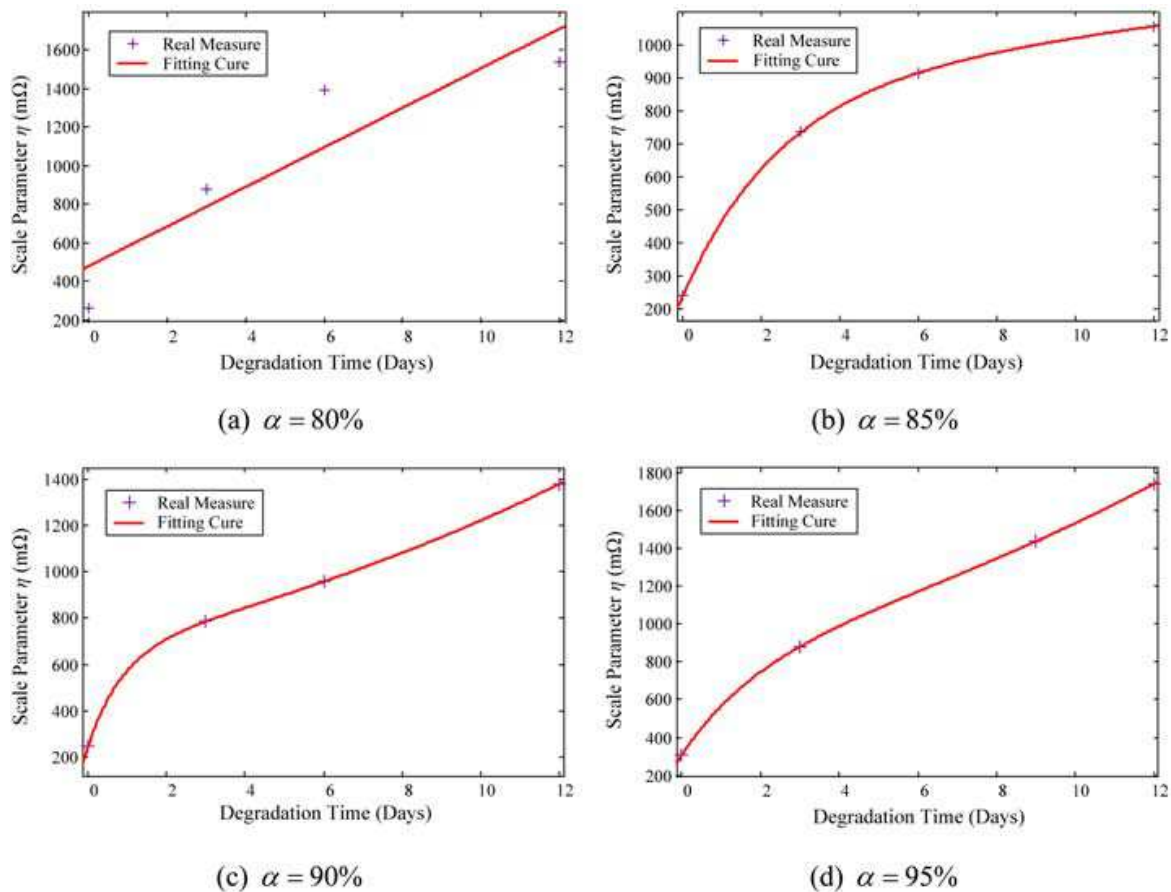 1600
1400
1200
1000
800
600
400
200
Scale Parameter η (mΩ)
Real Measure
Fitting Cure
0 2 4 6 8 10 12
Degradation Time (Days)
(a) α = 80%
1000
900
800
700
600
500
400
300
200
Scale Parameter η (mΩ)
Real Measure
Fitting Cure
0 2 4 6 8 10 12
Degradation Time (Days)
(b) α = 85%
1400
1200
1000
800
600
400
200
Scale Parameter η (mΩ)
Real Measure
Fitting Cure
0 2 4 6 8 10 12
Degradation Time (Days)
(c) α = 90%
1800
1600
1400
1200
1000
800
600
400
200
Scale Parameter η (mΩ)
Real Measure
Fitting Cure
0 2 4 6 8 10 12
Degradation Time (Days)
(d) α = 95%